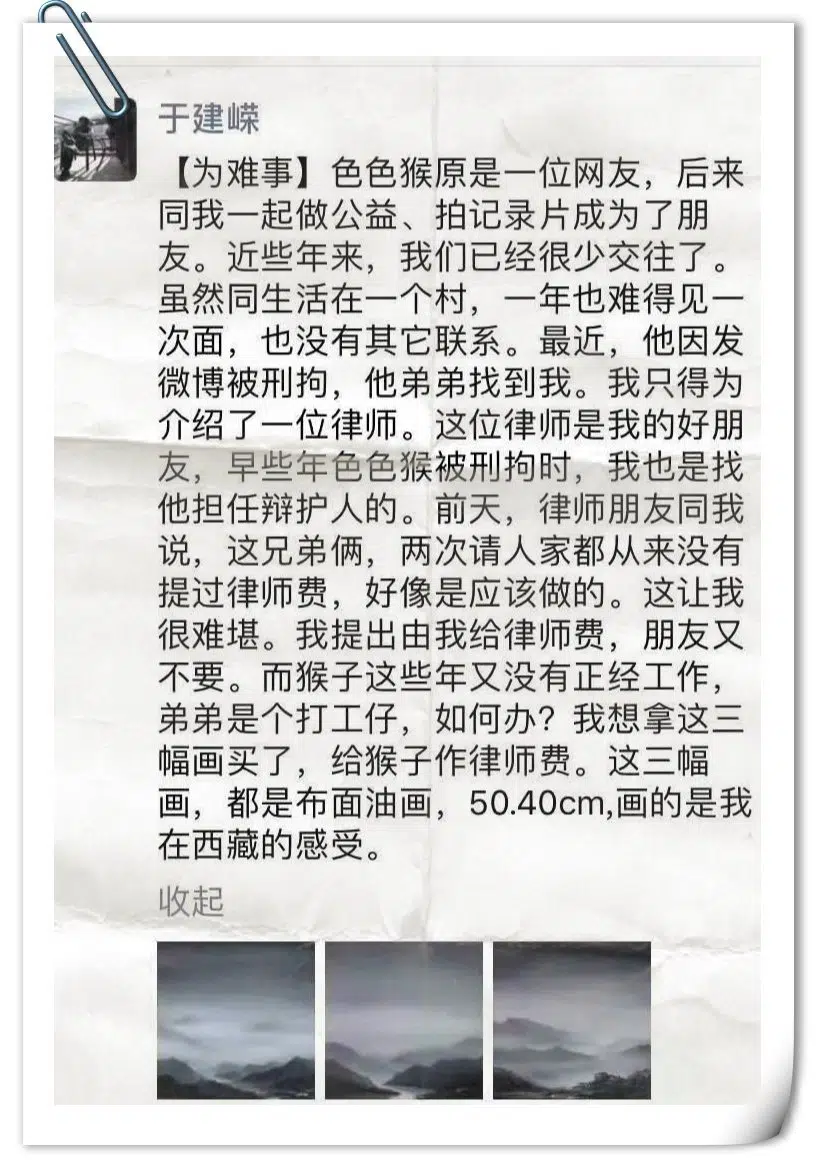 于建嵘
【为难事】色色猴原是一位网友，后来
同我一起做公益、拍记录片成为了朋
友。近些年来，我们已经很少交往了。
虽然同生活在一个村，一年也难得见一
次面，也没有其它联系。最近，他因发
微博被刑拘，他弟弟找到我。我只得为
介绍了一位律师。这位律师是我的好朋
友，早些年色色猴被刑拘时，我也是找
他担任辩护人的。前天，律师朋友同我
说，这兄弟俩，两次请人家都从来没有
提过律师费，好像是应该做的。这让我
很难堪。我提出由我给律师费，朋友又
不要。而猴子这些年又没有正经工作，
弟弟是个打工仔，如何办？我想拿这三
幅画买了，给猴子作律师费。这三幅
画，都是布面油画，50.40cm,画的是我
在西藏的感受。
收起